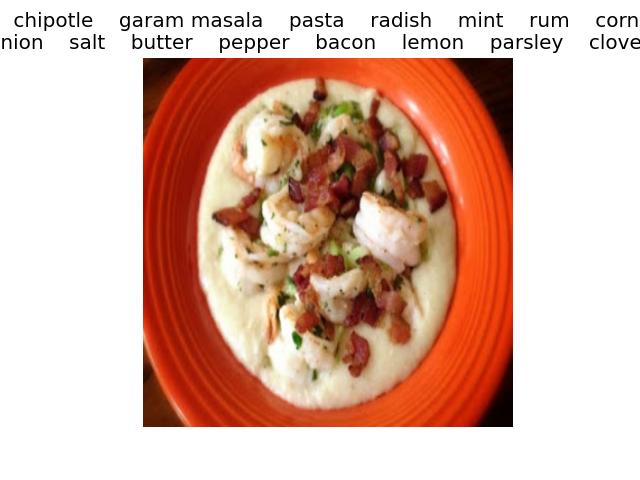 chipotle garam masala pasta radish mint rum corn
nion salt butter pepper bacon lemon parsley clove